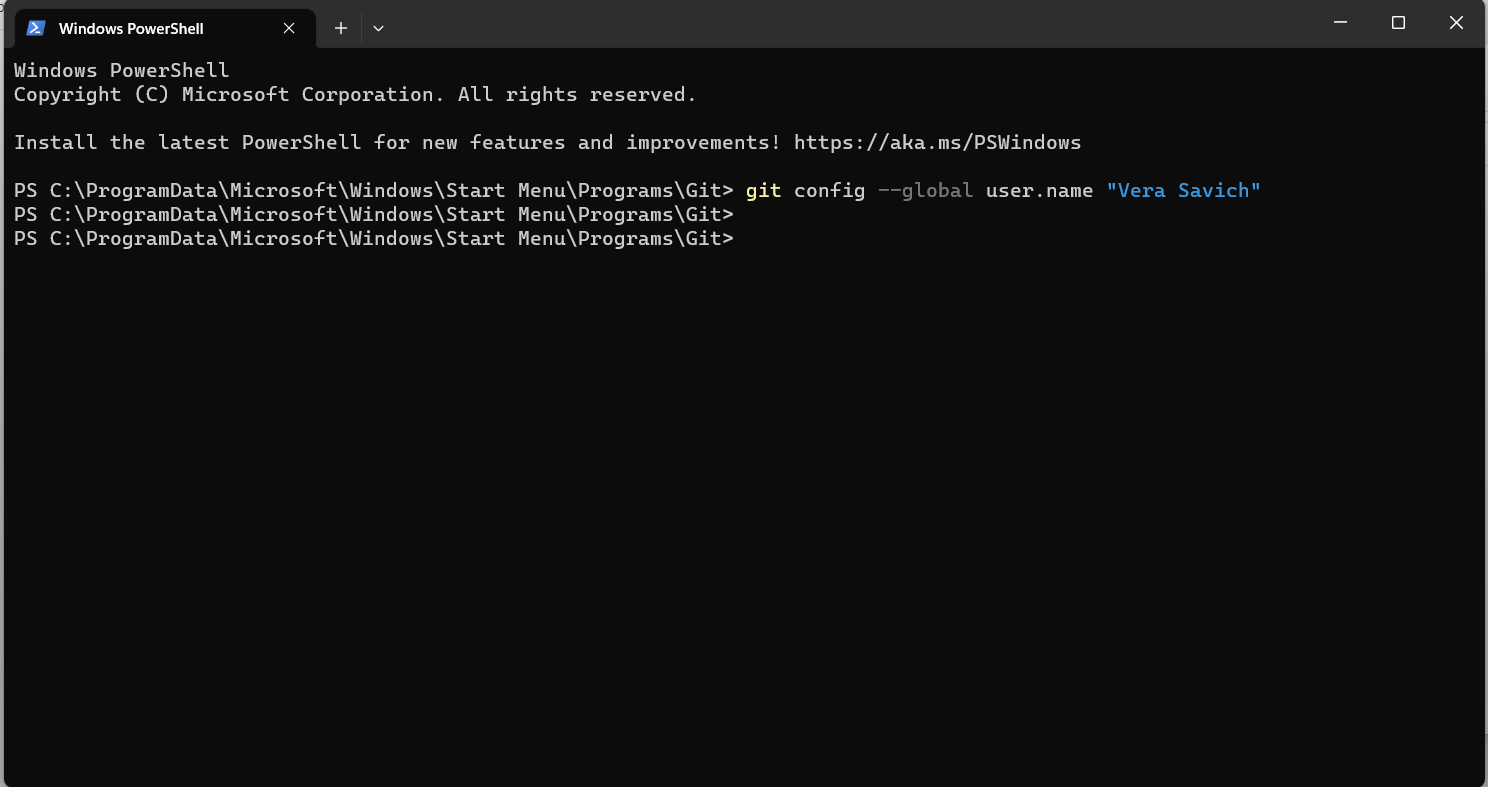 Windows PowerShell
Windows PowerShell
Copyright (C) Microsoft Corporation. All rights reserved.
Install the latest PowerShell for new features and improvements! https://aka.ms/PSWindows
PS C:\ProgramData\Microsoft\Windows\Start Menu\Programs\Git> git config --global user.name "Vera Savich"
PS C:\ProgramData\Microsoft\Windows\Start Menu\Programs\Git>
PS C:\ProgramData\Microsoft\Windows\Start Menu\Programs\Git>